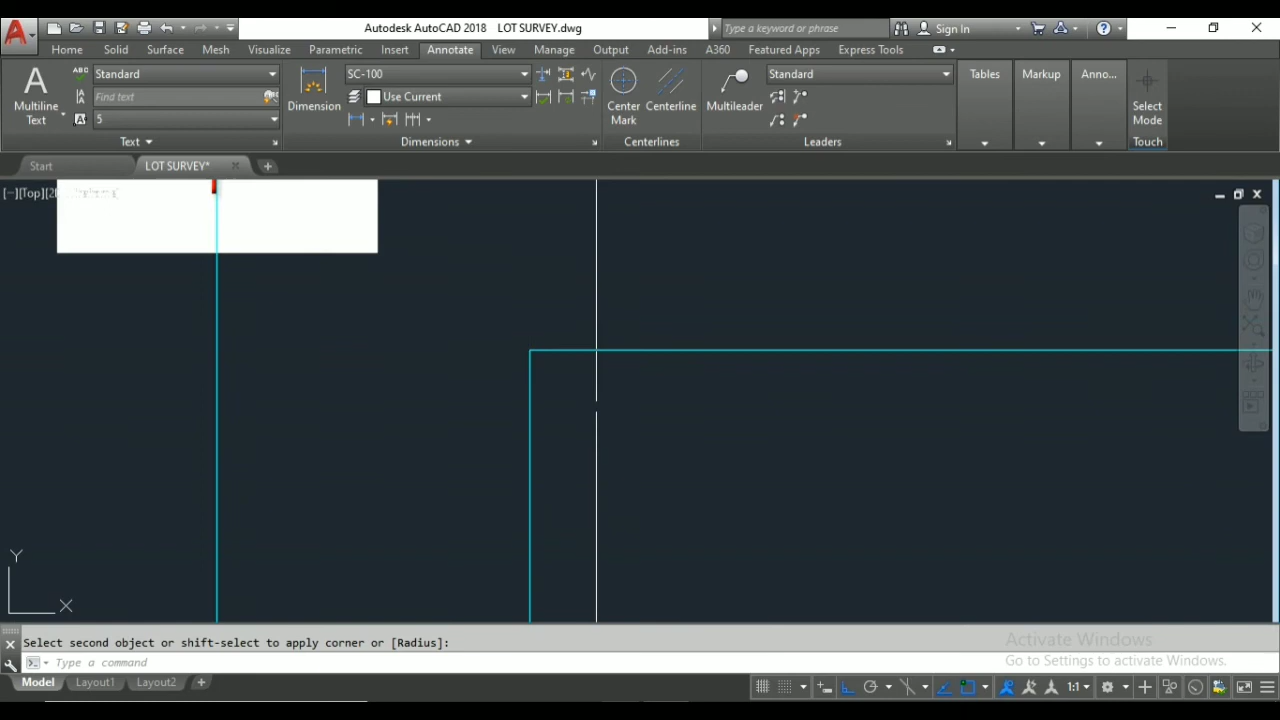 Autodesk AutoCAD 2018 LOT SURVEY.dwg
Type a keyword or phrase
Sign In
Home Solid Surface Mesh Visualize Parametric Insert Annotate View Manage Output Add-ins A360 Featured Apps Express Tools
Multiline Text
Standard
Find text
5
Text
Dimension
SC-100
Use Current
Dimensions
Center Mark
Centerline
Centerlines
Multileader
Standard
Leaders
Tables
Markup
Anno...
Select Mode
Touch
Start
LOT SURVEY*
[−][Top]
Y
X
Select second object or shift-select to apply corner or [Radius]:
Type a command
Activate Windows
Go to Settings to activate Windows.
Model Layout1 Layout2
1:1